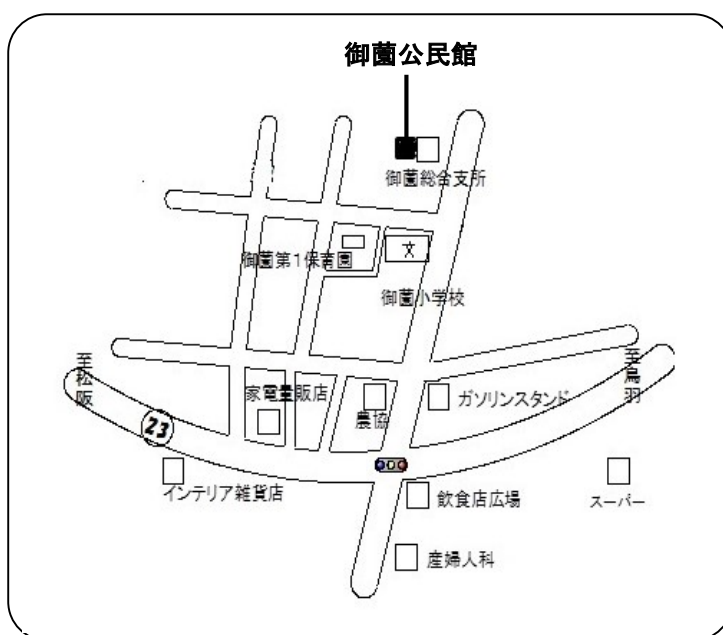 御薗公民館
御薗総合支所
御薗第1保育園
文
御薗小学校
至松阪
至鳥羽
家電量販店
農協
ガソリンスタンド
23
インテリア雑貨店
飲食店広場
スーパー
産婦人科